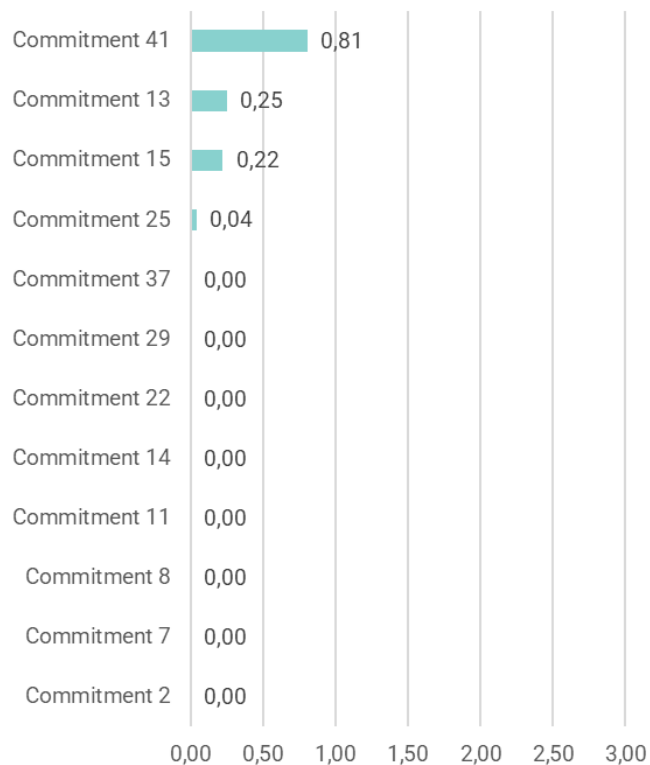 Commitment 41 0,81
Commitment 13 0,25
Commitment 15 0,22
Commitment 25 0,04
Commitment 37 0,00
Commitment 29 0,00
Commitment 22 0,00
Commitment 14 0,00
Commitment 11 0,00
Commitment 8 0,00
Commitment 7 0,00
Commitment 2 0,00
0,00 0,50 1,00 1,50 2,00 2,50 3,00